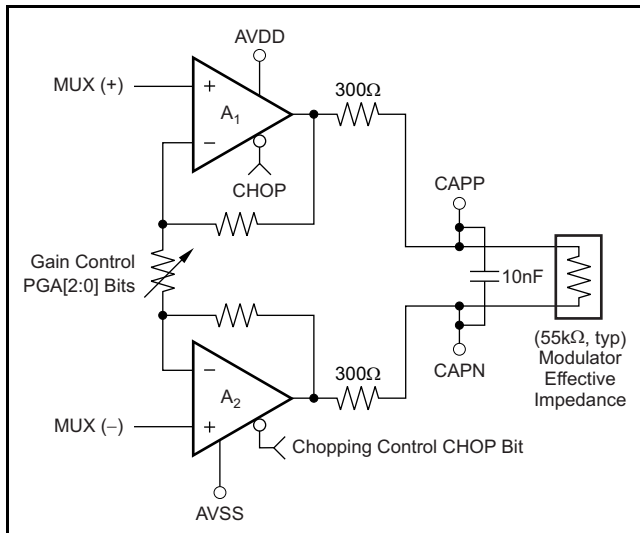 AVDD
MUX (+)
+
A1
−
300Ω
CHOP
CAPP
Gain Control
PGA[2:0] Bits
10nF
(55kΩ, typ)
Modulator
Effective
Impedance
300Ω
CAPN
−
A2
+
MUX (−)
Chopping Control CHOP Bit
AVSS